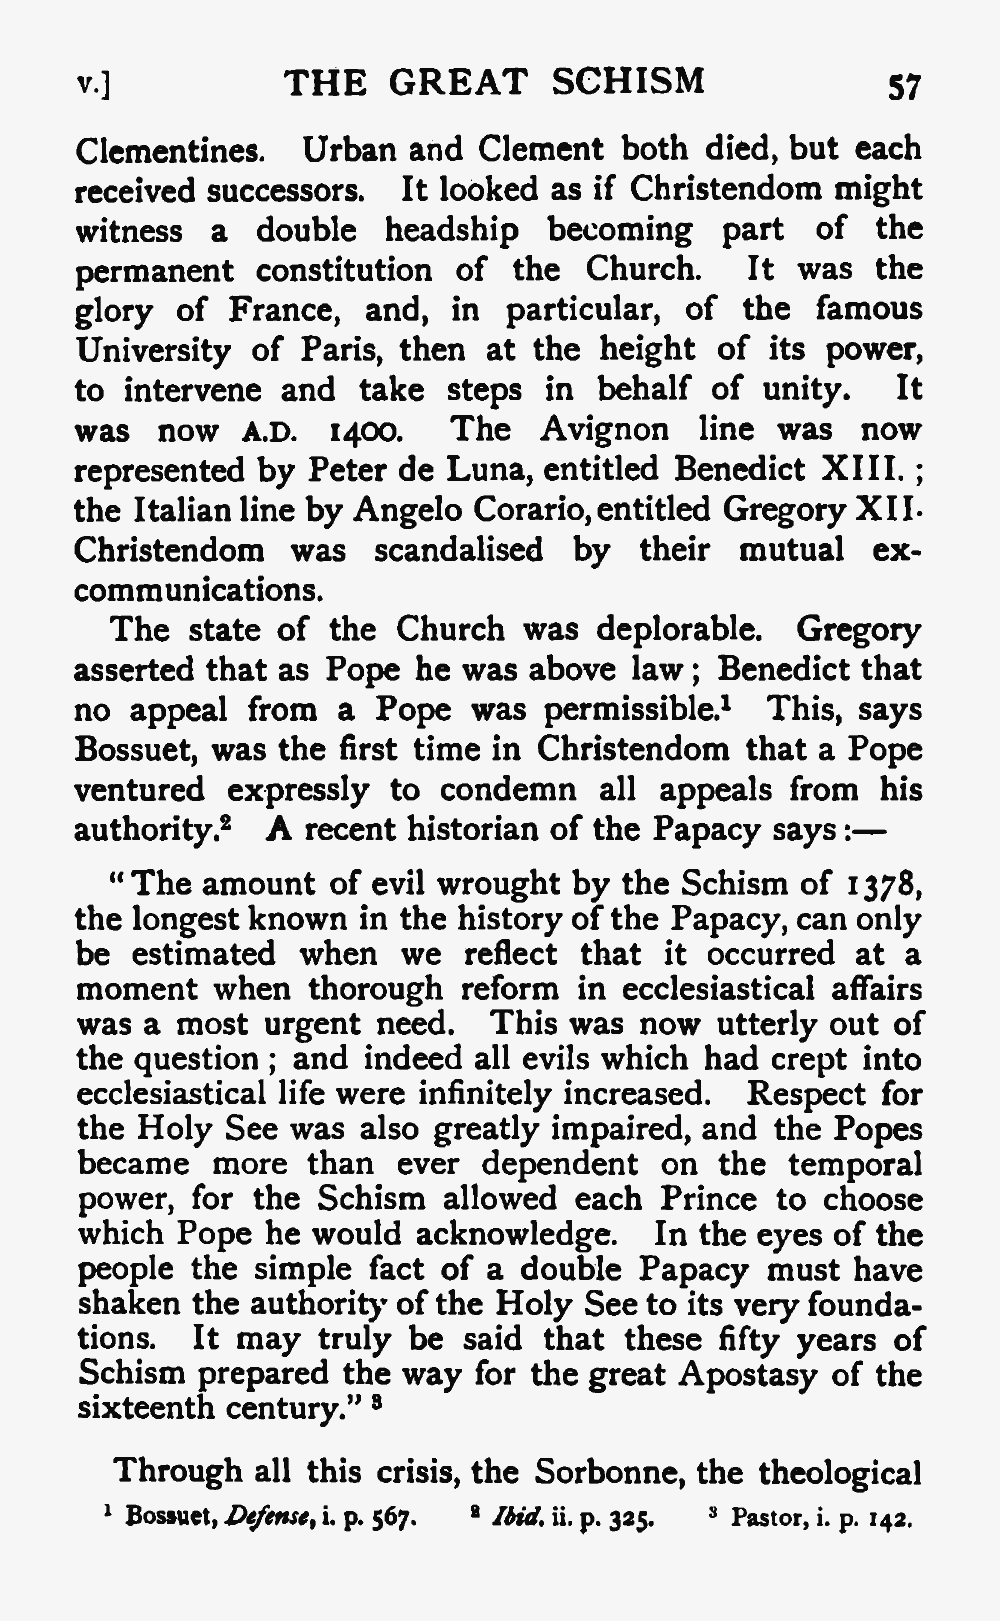 v.] THE GREAT SCHISM 57
Clementines. Urban and Clement both died, but each
received successors. It looked as if Christendom might
witness a double headship becoming part of the
permanent constitution of the Church. It was the
glory of France, and, in particular, of the famous
University of Paris, then at the height of its power,
to intervene and take steps in behalf of unity. It
was now A.D. 1400. The Avignon line was now
represented by Peter de Luna, entitled Benedict XIII. ;
the Italian line by Angelo Corario, entitled Gregory XII.
Christendom was scandalised by their mutual ex-
communications.
The state of the Church was deplorable. Gregory
asserted that as Pope he was above law ; Benedict that
no appeal from a Pope was permissible.¹ This, says
Bossuet, was the first time in Christendom that a Pope
ventured expressly to condemn all appeals from his
authority.² A recent historian of the Papacy says :—
“The amount of evil wrought by the Schism of 1378,
the longest known in the history of the Papacy, can only
be estimated when we reflect that it occurred at a
moment when thorough reform in ecclesiastical affairs
was a most urgent need. This was now utterly out of
the question ; and indeed all evils which had crept into
ecclesiastical life were infinitely increased. Respect for
the Holy See was also greatly impaired, and the Popes
became more than ever dependent on the temporal
power, for the Schism allowed each Prince to choose
which Pope he would acknowledge. In the eyes of the
people the simple fact of a double Papacy must have
shaken the authority of the Holy See to its very founda-
tions. It may truly be said that these fifty years of
Schism prepared the way for the great Apostasy of the
sixteenth century.” ³
Through all this crisis, the Sorbonne, the theological
¹ Bossuet, Defense, i. p. 567. ² Ibid. ii. p. 325. ³ Pastor, i. p. 142.